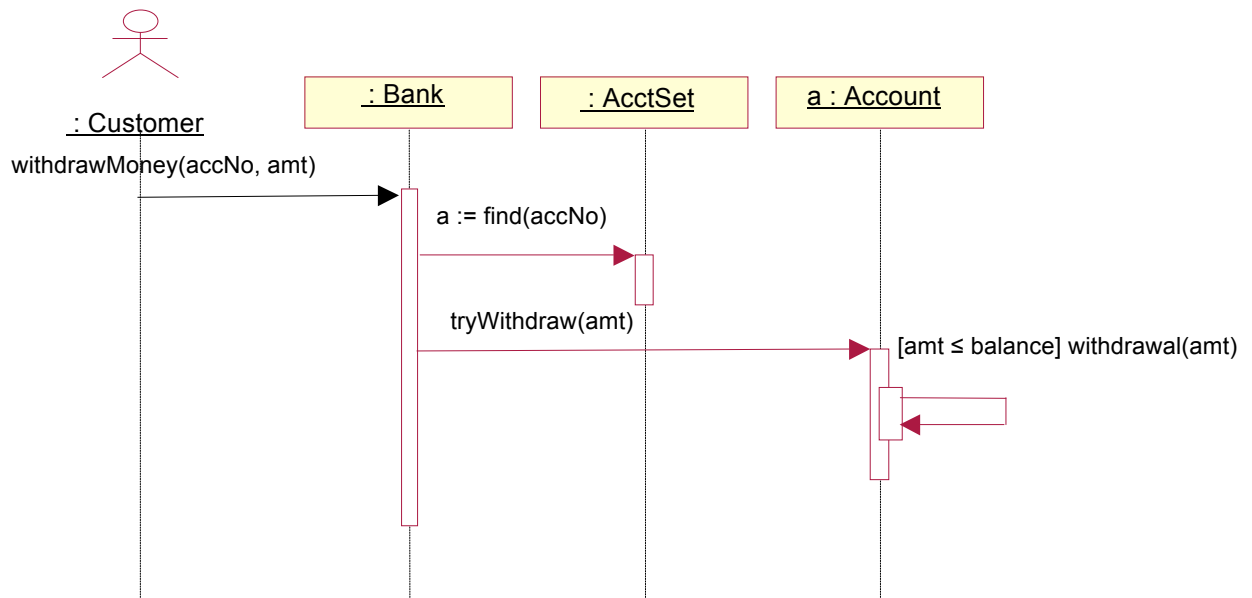 : Customer
: Bank
: AcctSet
a : Account
withdrawMoney(accNo, amt)
a := find(accNo)
tryWithdraw(amt)
[amt ≤ balance] withdrawal(amt)